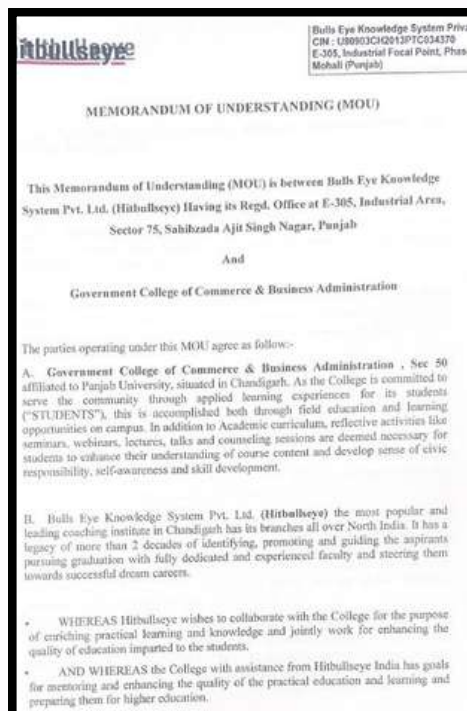 hitbullseye
Bulls Eye Knowledge System Priva
CIN : U80903CH2013PTC034370
E-305, Industrial Focal Point, Phase
Mohali (Punjab)
MEMORANDUM OF UNDERSTANDING (MOU)
This Memorandum of Understanding (MOU) is between Bulls Eye Knowledge
System Pvt. Ltd. (Hitbullseye) Having its Regd. Office at E-305, Industrial Area,
Sector 75, Sahibzada Ajit Singh Nagar, Punjab
And
Government College of Commerce & Business Administration
The parties operating under this MOU agree as follow:-
A. Government College of Commerce & Business Administration , Sec 50
affiliated to Panjab University, situated in Chandigarh. As the College is committed to
serve the community through applied learning experiences for its students
("STUDENTS"), this is accomplished both through field education and learning
opportunities on campus. In addition to Academic curriculum, reflective activities like
seminars, webinars, lectures, talks and counseling sessions are deemed necessary for
students to enhance their understanding of course content and develop sense of civic
responsibility, self-awareness and skill development.
B. Bulls Eye Knowledge System Pvt. Ltd. (Hitbullseye) the most popular and
leading coaching institute in Chandigarh has its branches all over North India. It has a
legacy of more than 2 decades of identifying, promoting and guiding the aspirants
pursuing graduation with fully dedicated and experienced faculty and steering them
towards successful dream careers.
• WHEREAS Hitbullseye wishes to collaborate with the College for the purpose
of enriching practical learning and knowledge and jointly work for enhancing the
quality of education imparted to the students.
• AND WHEREAS the College with assistance from Hitbullseye India has goals
for mentoring and enhancing the quality of the practical education and learning and
preparing them for higher education.